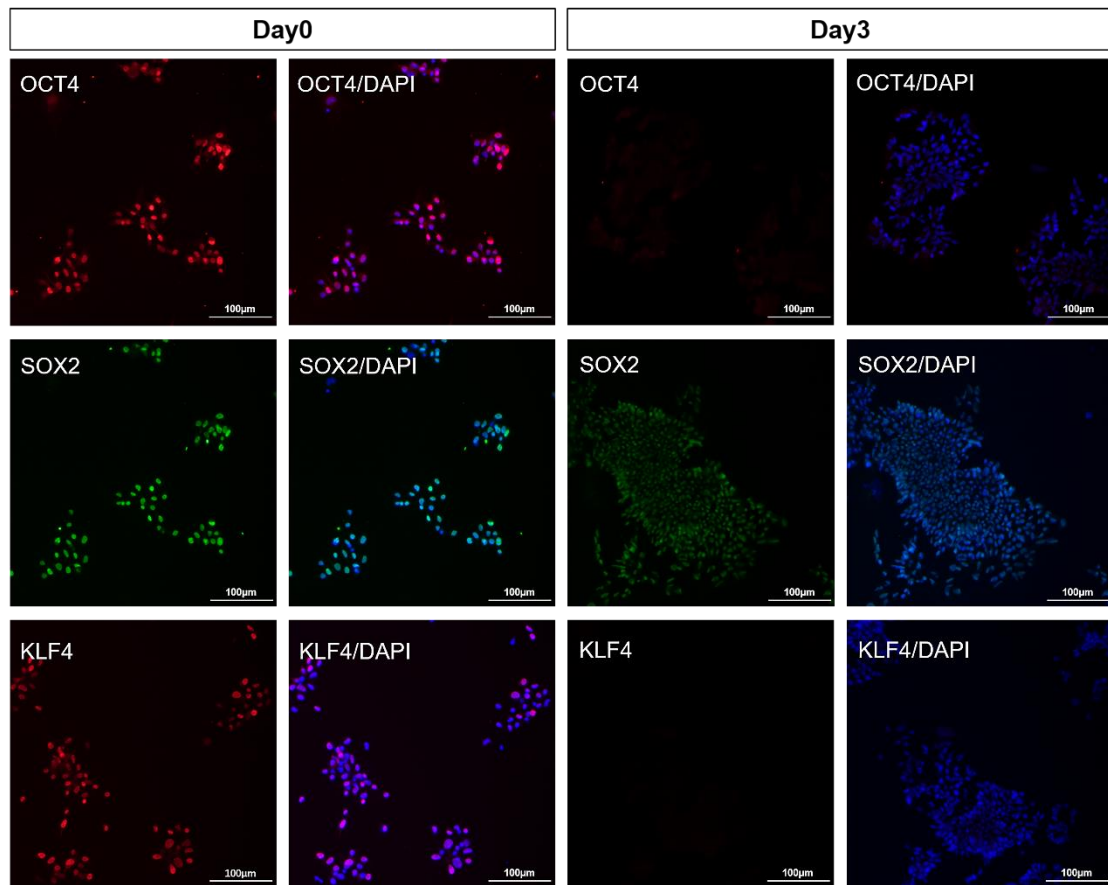 Day0 Day3
OCT4 OCT4/DAPI OCT4 OCT4/DAPI
100μm 100μm 100μm 100μm
SOX2 SOX2/DAPI SOX2 SOX2/DAPI
100μm 100μm 100μm 100μm
KLF4 KLF4/DAPI KLF4 KLF4/DAPI
100μm 100μm 100μm 100μm